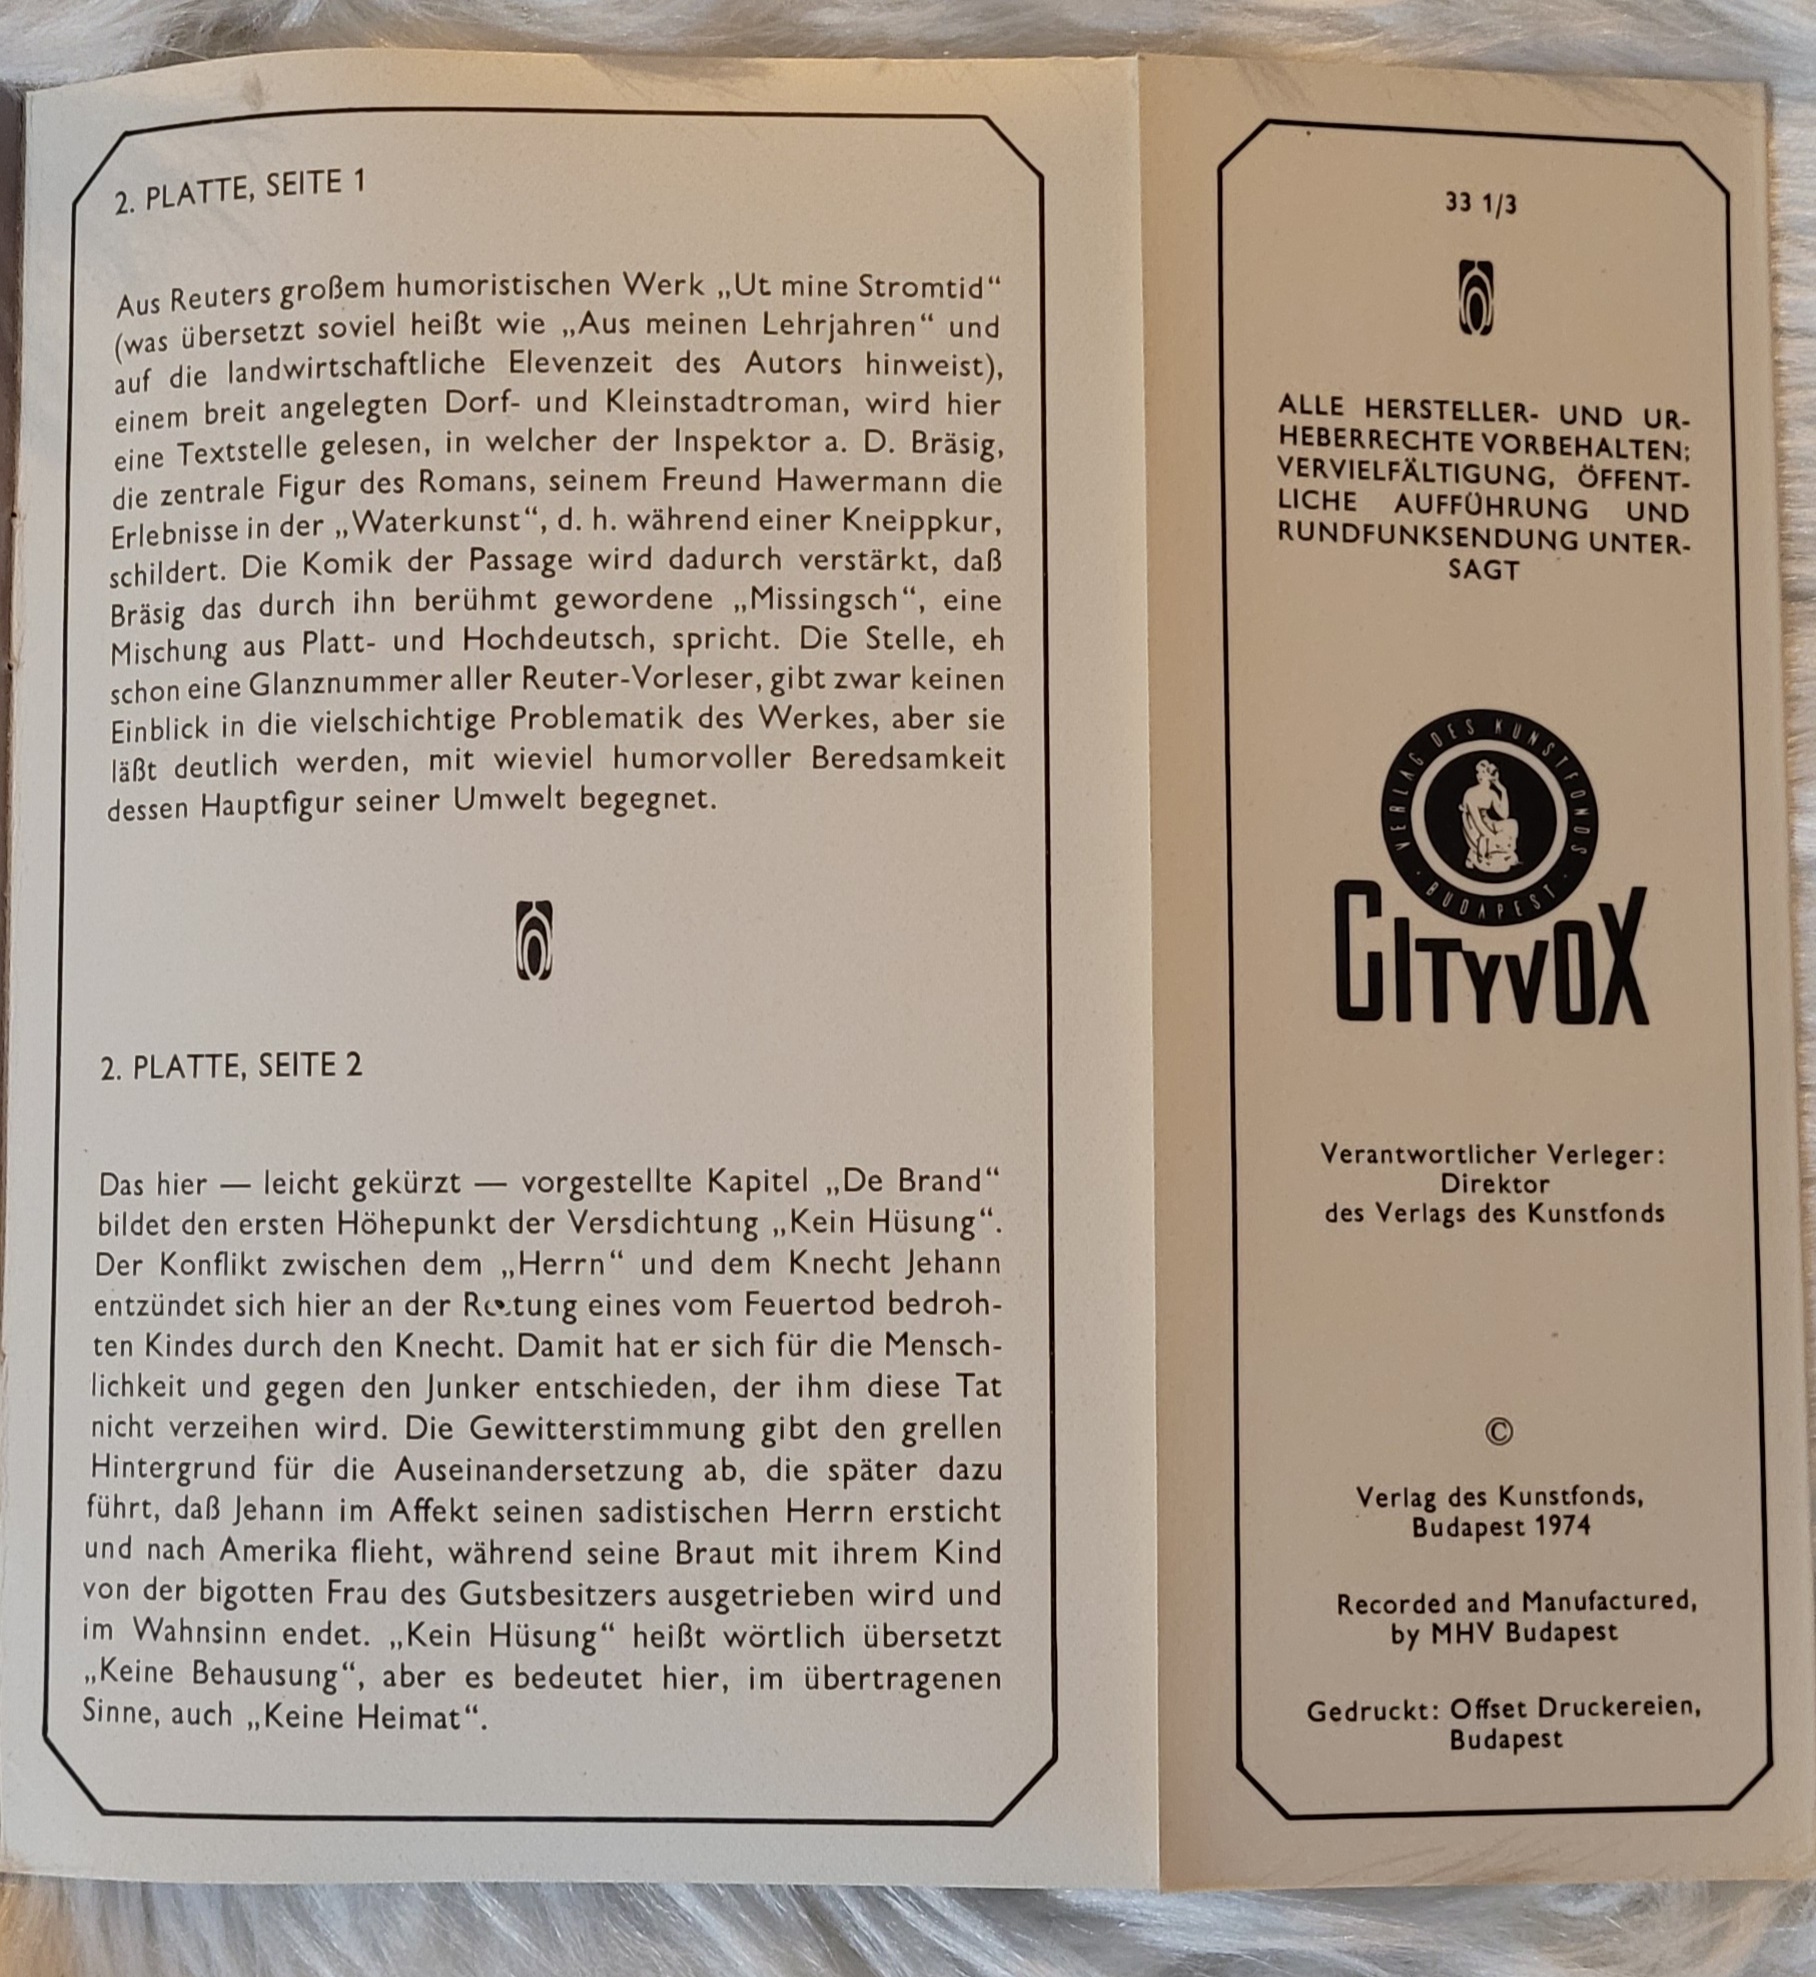 2. PLATTE, SEITE 1
Aus Reuters großem humoristischen Werk „Ut mine Stromtid“
(was übersetzt soviel heißt wie „Aus meinen Lehrjahren“ und
auf die landwirtschaftliche Elevenzeit des Autors hinweist),
einem breit angelegten Dorf- und Kleinstadtroman, wird hier
eine Textstelle gelesen, in welcher der Inspektor a. D. Bräsig,
die zentrale Figur des Romans, seinem Freund Hawermann die
Erlebnisse in der „Waterkunst“, d. h. während einer Kneippkur,
schildert. Die Komik der Passage wird dadurch verstärkt, daß
Bräsig das durch ihn berühmt gewordene „Missingsch“, eine
Mischung aus Platt- und Hochdeutsch, spricht. Die Stelle, eh
schon eine Glanznummer aller Reuter-Vorleser, gibt zwar keinen
Einblick in die vielschichtige Problematik des Werkes, aber sie
läßt deutlich werden, mit wieviel humorvoller Beredsamkeit
dessen Hauptfigur seiner Umwelt begegnet.
2. PLATTE, SEITE 2
Das hier — leicht gekürzt — vorgestellte Kapitel „De Brand“
bildet den ersten Höhepunkt der Versdichtung „Kein Hüsung“.
Der Konflikt zwischen dem „Herrn“ und dem Knecht Jehann
entzündet sich hier an der Rettung eines vom Feuertod bedroh-
ten Kindes durch den Knecht. Damit hat er sich für die Mensch-
lichkeit und gegen den Junker entschieden, der ihm diese Tat
nicht verzeihen wird. Die Gewitterstimmung gibt den grellen
Hintergrund für die Auseinandersetzung ab, die später dazu
führt, daß Jehann im Affekt seinen sadistischen Herrn ersticht
und nach Amerika flieht, während seine Braut mit ihrem Kind
von der bigotten Frau des Gutsbesitzers ausgetrieben wird und
im Wahnsinn endet. „Kein Hüsung“ heißt wörtlich übersetzt
„Keine Behausung“, aber es bedeutet hier, im übertragenen
Sinne, auch „Keine Heimat“.
33 1/3
ALLE HERSTELLER- UND UR-
HEBERRECHTE VORBEHALTEN;
VERVIELFÄLTIGUNG, ÖFFENT-
LICHE AUFFÜHRUNG UND
RUNDFUNKSENDUNG UNTER-
SAGT
VERLAG DES KUNSTFONDS
· BUDAPEST ·
CITYVOX
Verantwortlicher Verleger:
Direktor
des Verlags des Kunstfonds
©
Verlag des Kunstfonds,
Budapest 1974
Recorded and Manufactured,
by MHV Budapest
Gedruckt: Offset Druckereien,
Budapest